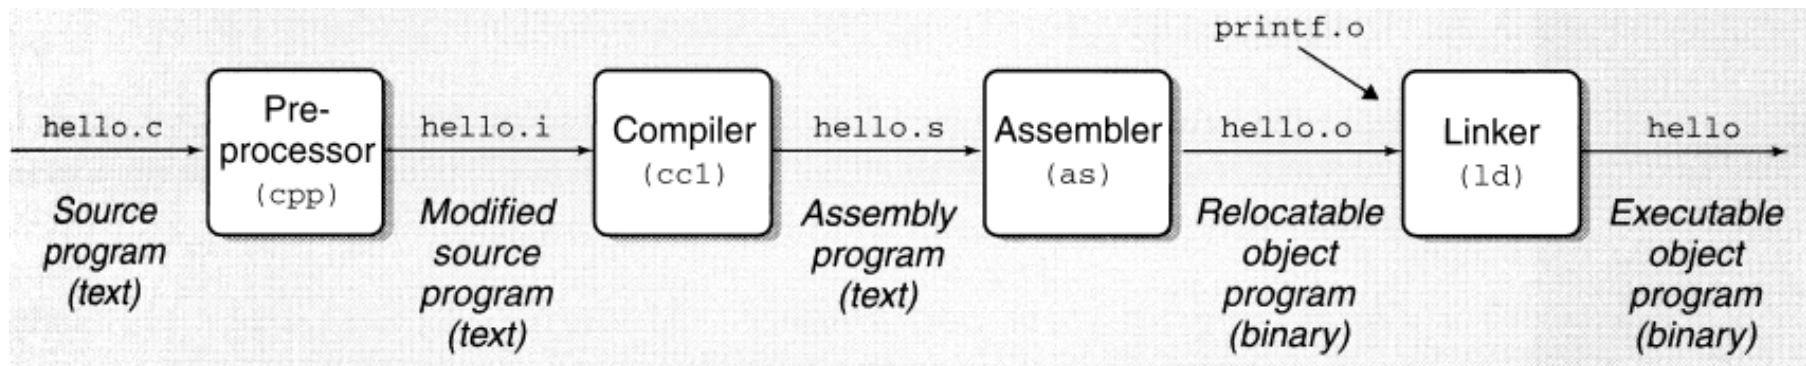 printf.o
hello.c
Pre-
processor
(cpp)
hello.i
Compiler
(cc1)
hello.s
Assembler
(as)
hello.o
Linker
(ld)
hello
Source
program
(text)
Modified
source
program
(text)
Assembly
program
(text)
Relocatable
object
program
(binary)
Executable
object
program
(binary)